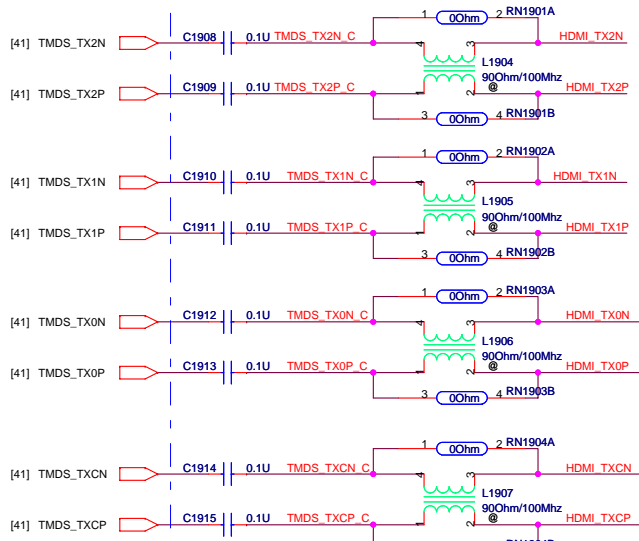 1 0Ohm 2 RN1901A
[41] TMDS_TX2N C1908 0.1U TMDS_TX2N_C 4 3 HDMI_TX2N
L1904
90Ohm/100Mhz
[41] TMDS_TX2P C1909 0.1U TMDS_TX2P_C 1 2 @ HDMI_TX2P
3 0Ohm 4 RN1901B
1 0Ohm 2 RN1902A
[41] TMDS_TX1N C1910 0.1U TMDS_TX1N_C 4 3 HDMI_TX1N
L1905
90Ohm/100Mhz
[41] TMDS_TX1P C1911 0.1U TMDS_TX1P_C 1 2 @ HDMI_TX1P
3 0Ohm 4 RN1902B
1 0Ohm 2 RN1903A
[41] TMDS_TX0N C1912 0.1U TMDS_TX0N_C 4 3 HDMI_TX0N
L1906
90Ohm/100Mhz
[41] TMDS_TX0P C1913 0.1U TMDS_TX0P_C 1 2 @ HDMI_TX0P
3 0Ohm 4 RN1903B
1 0Ohm 2 RN1904A
[41] TMDS_TXCN C1914 0.1U TMDS_TXCN_C 4 3 HDMI_TXCN
L1907
90Ohm/100Mhz
[41] TMDS_TXCP C1915 0.1U TMDS_TXCP_C 1 2 @ HDMI_TXCP